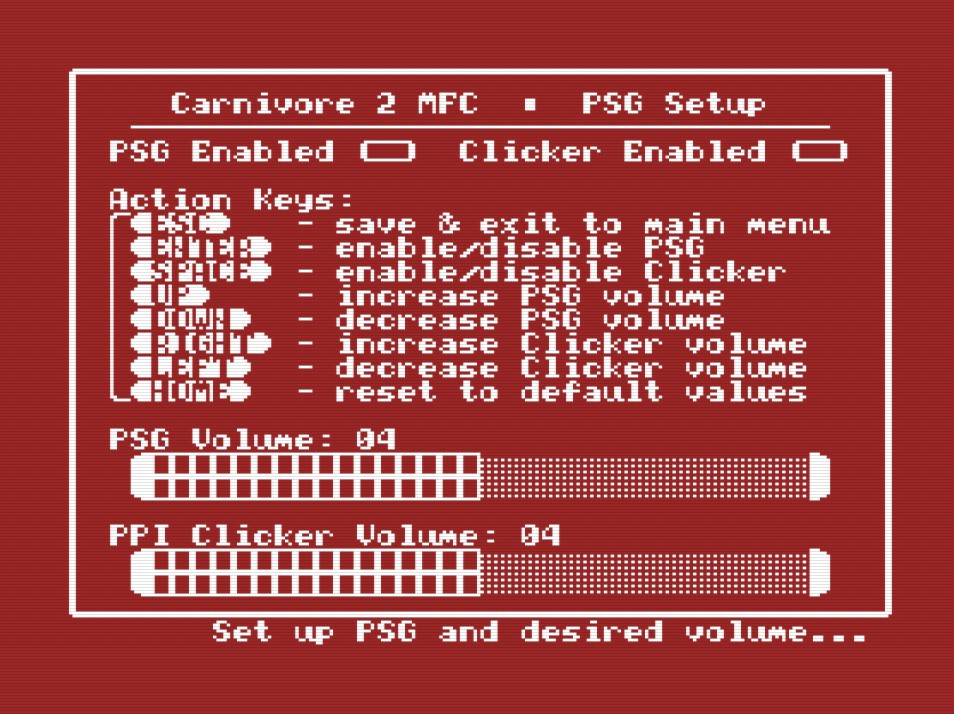 Carnivore 2 MFC ▪ PSG Setup
PSG Enabled Clicker Enabled
Action Keys:
ESC - save & exit to main menu
ENTER - enable/disable PSG
SPACE - enable/disable Clicker
UP - increase PSG volume
DOWN - decrease PSG volume
RIGHT - increase Clicker volume
LEFT - decrease Clicker volume
HOME - reset to default values
PSG Volume: 04
PPI Clicker Volume: 04
Set up PSG and desired volume...